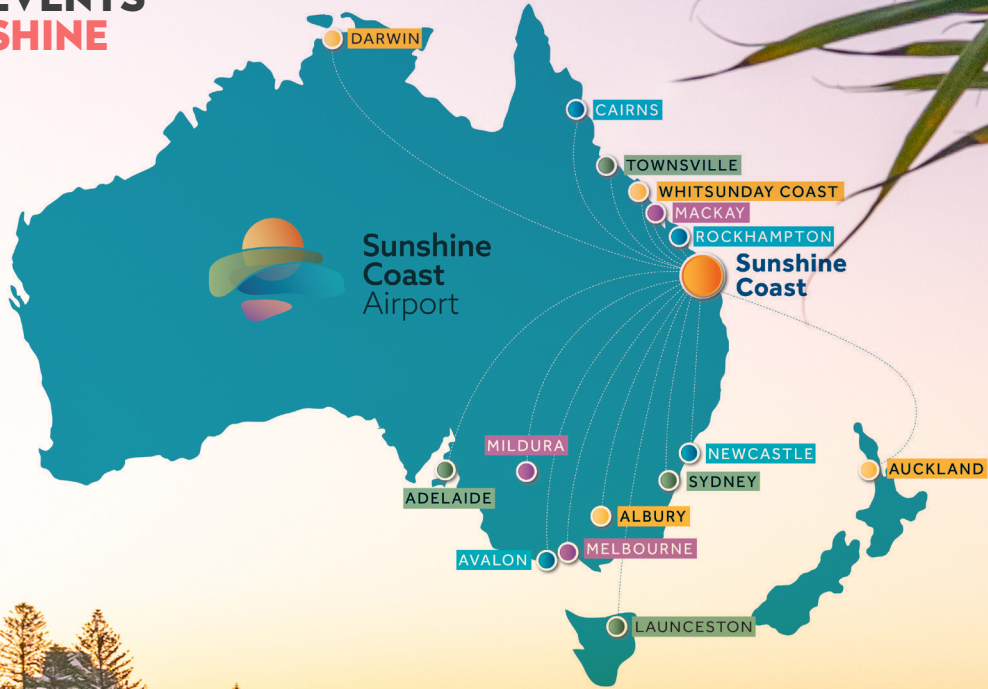 SHINE
DARWIN
CAIRNS
TOWNSVILLE
WHITSUNDAY COAST
MACKAY
ROCKHAMPTON
Sunshine
Coast
Sunshine
Coast
Airport
MILDURA
NEWCASTLE
AUCKLAND
SYDNEY
ADELAIDE
ALBURY
MELBOURNE
AVALON
LAUNCESTON